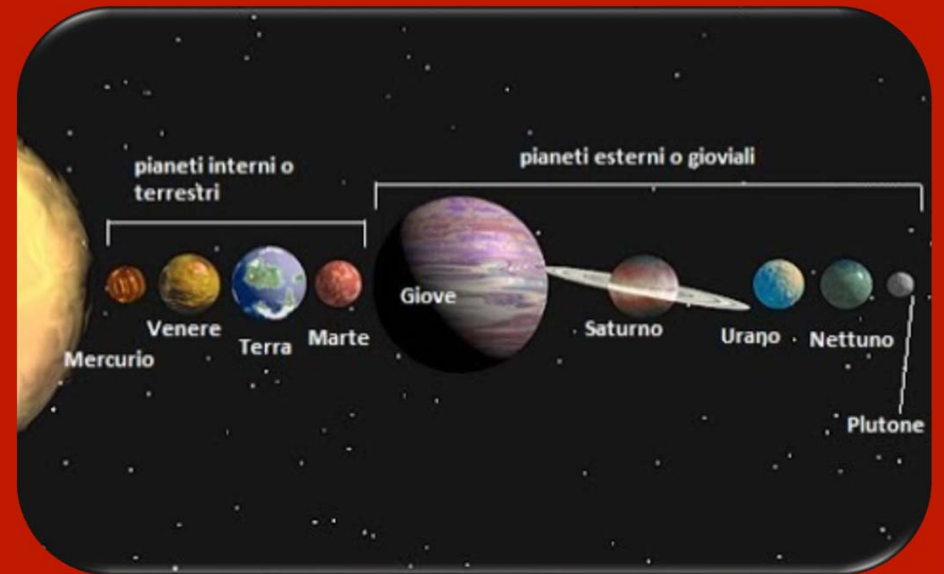 pianeti interni o
terrestri
pianeti esterni o gioviali
Mercurio
Venere
Terra
Marte
Giove
Saturno
Urano
Nettuno
Plutone